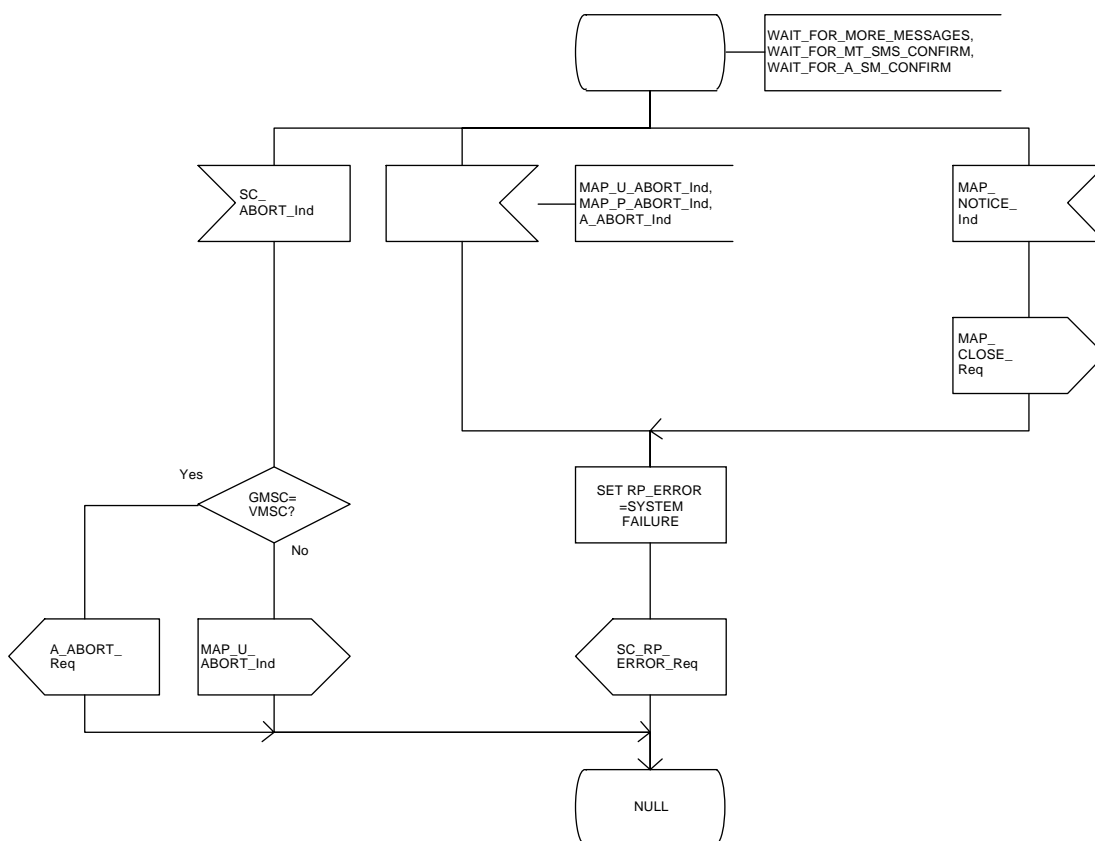 WAIT_FOR_MORE_MESSAGES,
WAIT_FOR_MT_SMS_CONFIRM,
WAIT_FOR_A_SM_CONFIRM
SC_
ABORT_Ind
MAP_U_ABORT_Ind,
MAP_P_ABORT_Ind,
A_ABORT_Ind
MAP_
NOTICE_
Ind
MAP_
CLOSE_
Req
Yes
GMSC=
VMSC?
No
SET RP_ERROR
=SYSTEM
FAILURE
A_ABORT_
Req
MAP_U_
ABORT_Ind
SC_RP_
ERROR_Req
NULL